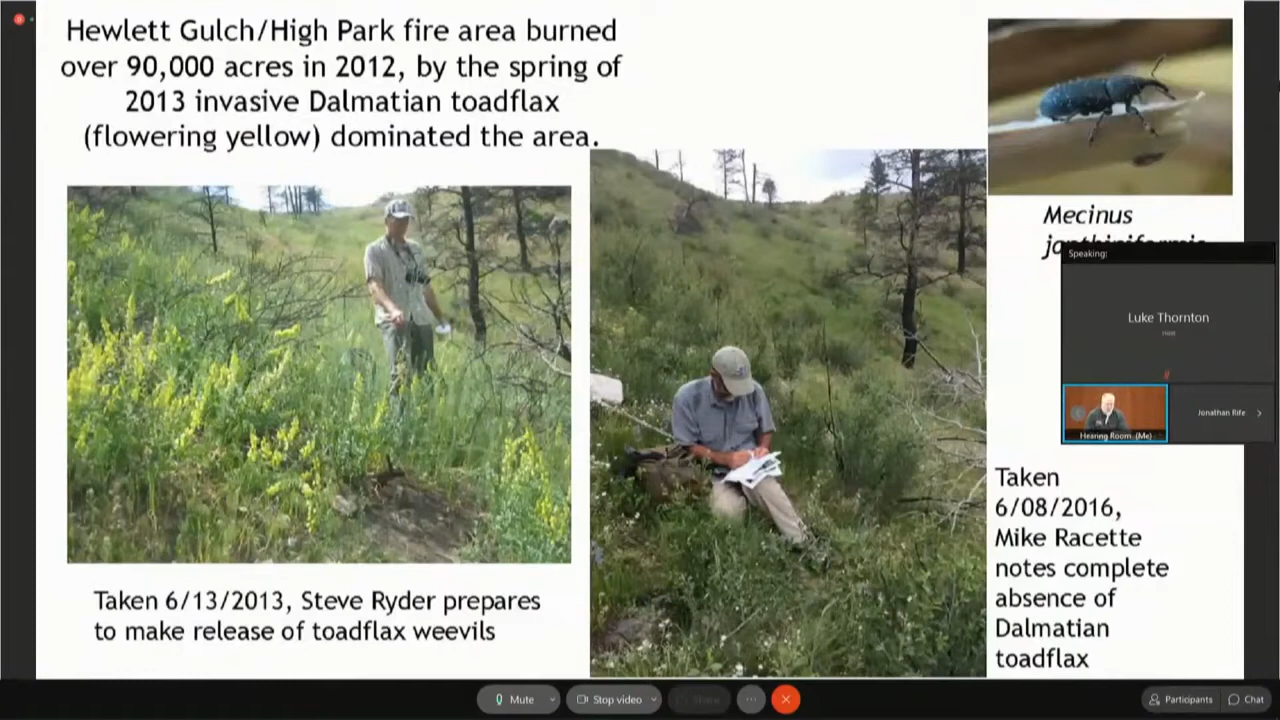 Hewlett Gulch/High Park fire area burned
over 90,000 acres in 2012, by the spring of
2013 invasive Dalmatian toadflax
(flowering yellow) dominated the area.
Mecinus
Speaking:
Luke Thornton
Host
Hearing Room (Me)
Jonathan Rife
Taken 6/13/2013, Steve Ryder prepares
to make release of toadflax weevils
Taken
6/08/2016,
Mike Racette
notes complete
absence of
Dalmatian
toadflax
Mute
Stop video
Share
Participants
Chat